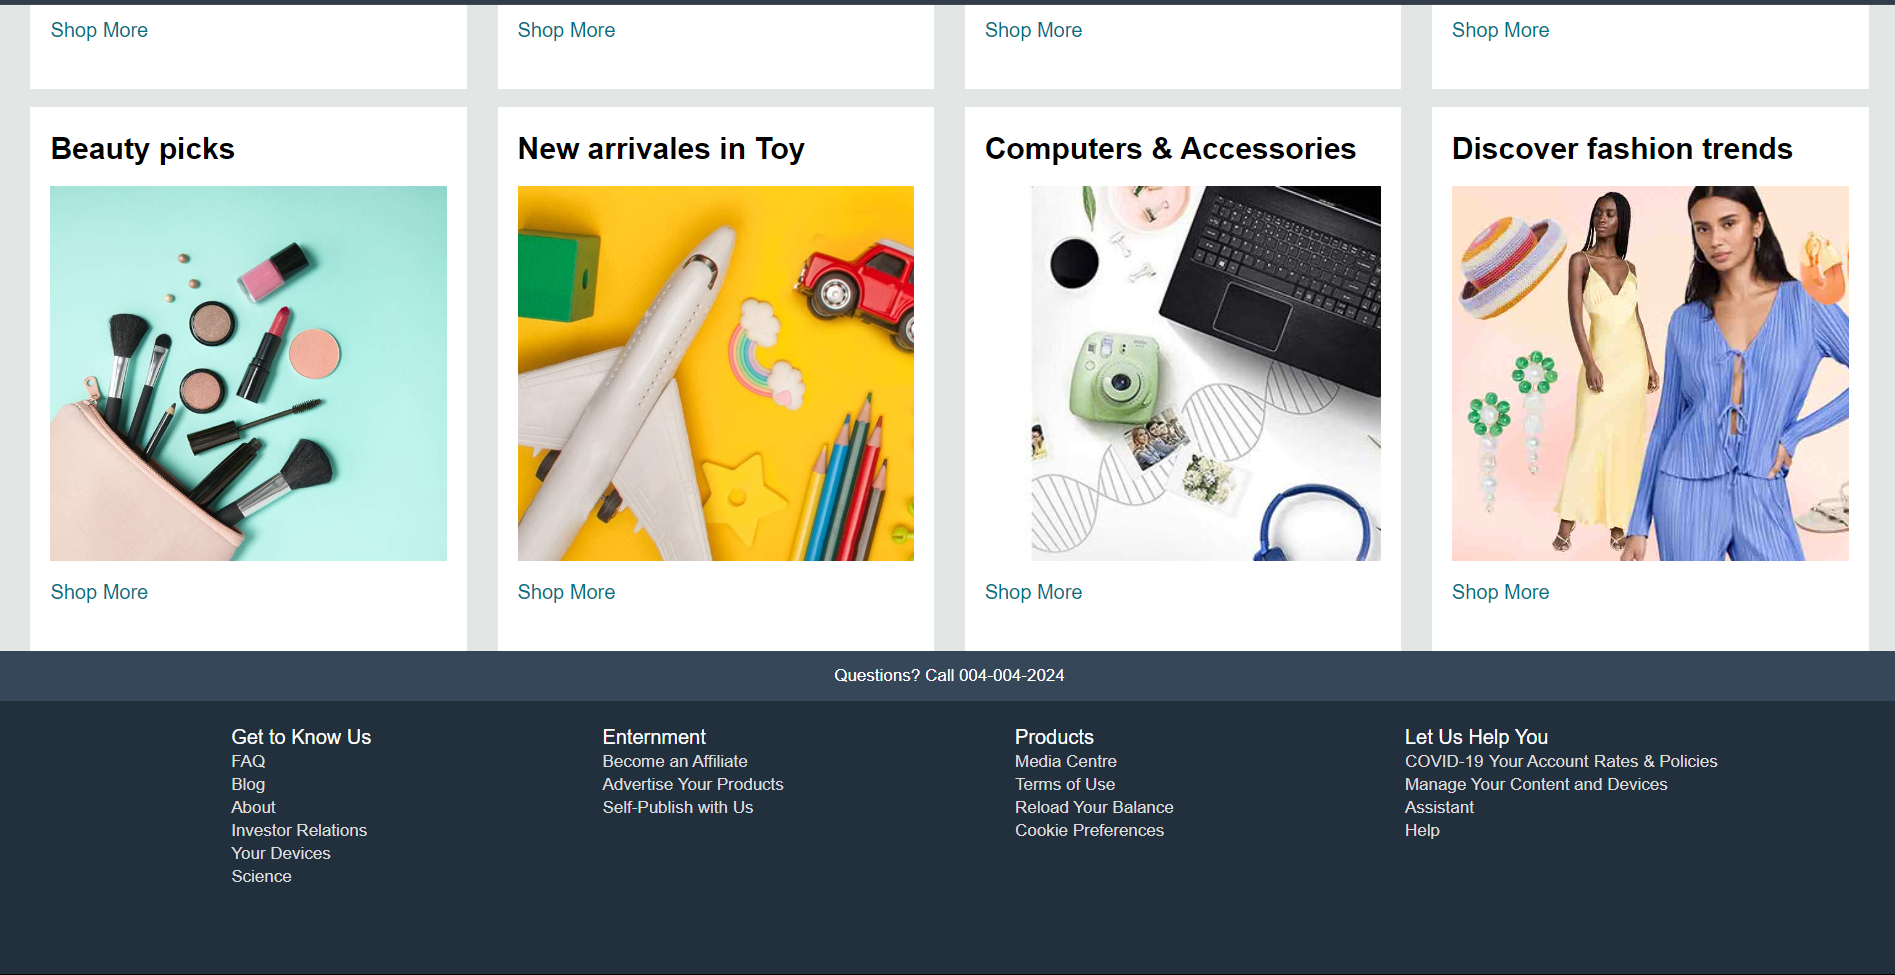 Shop More
Shop More
Shop More
Shop More
Beauty picks
New arrivales in Toy
Computers & Accessories
Discover fashion trends
Shop More
Shop More
Shop More
Shop More
Questions? Call 004-004-2024
Get to Know Us
FAQ
Blog
About
Investor Relations
Your Devices
Science
Enternment
Become an Affiliate
Advertise Your Products
Self-Publish with Us
Products
Media Centre
Terms of Use
Reload Your Balance
Cookie Preferences
Let Us Help You
COVID-19 Your Account Rates & Policies
Manage Your Content and Devices
Assistant
Help